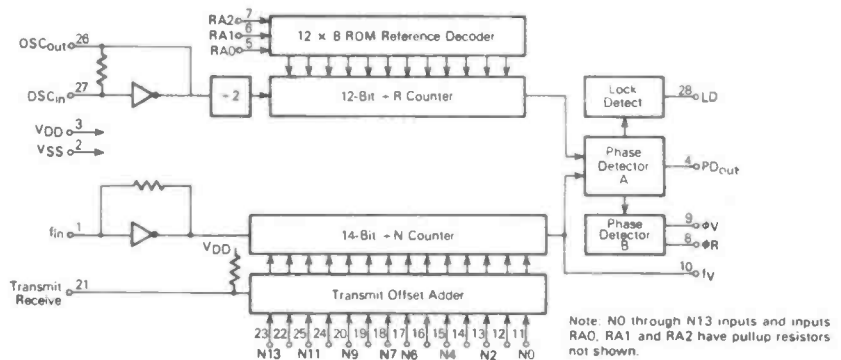 RA2 7
RA1 6
RA0 5
12 × 8 ROM Reference Decoder
OSCout 26
OSCin 27
÷ 2
12-Bit ÷ R Counter
Lock
Detect
28 LD
VDD 3
VSS 2
Phase
Detector
A
4 PDout
fin 1
14-Bit ÷ N Counter
Phase
Detector
B
9 ϕV
8 ϕR
VDD
10 fV
Transmit
Receive
21
Transmit Offset Adder
23 22 25 24 20 19 18 17 16 15 14 13 12 11
N13 N11 N9 N7 N6 N4 N2 N0
Note: N0 through N13 inputs and inputs
RA0, RA1 and RA2 have pullup resistors
not shown.